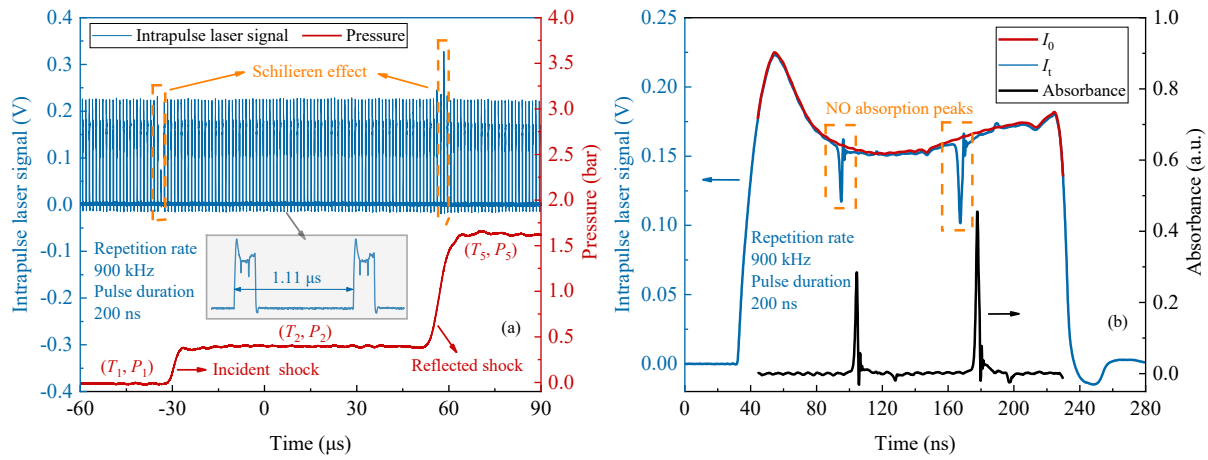 Intrapulse laser signal (V)
0.4
0.3
0.2
0.1
0.0
-0.1
-0.2
-0.3
-0.4
Intrapulse laser signal
Pressure
Schilieren effect
Repetition rate
900 kHz
Pulse duration
200 ns
1.11 μs
(T1, P1)
Incident shock
(T2, P2)
(T5, P5)
Reflected shock
(a)
4.0
3.5
3.0
2.5
2.0
1.5
1.0
0.5
0.0
Pressure (bar)
-60 -30 0 30 60 90
Time (μs)
Intrapulse laser signal (V)
0.25
0.20
0.15
0.10
0.05
0.00
I0
It
Absorbance
NO absorption peaks
Repetition rate
900 kHz
Pulse duration
200 ns
(b)
1.0
0.8
0.6
0.4
0.2
0.0
Absorbance (a.u.)
0 40 80 120 160 200 240 280
Time (ns)